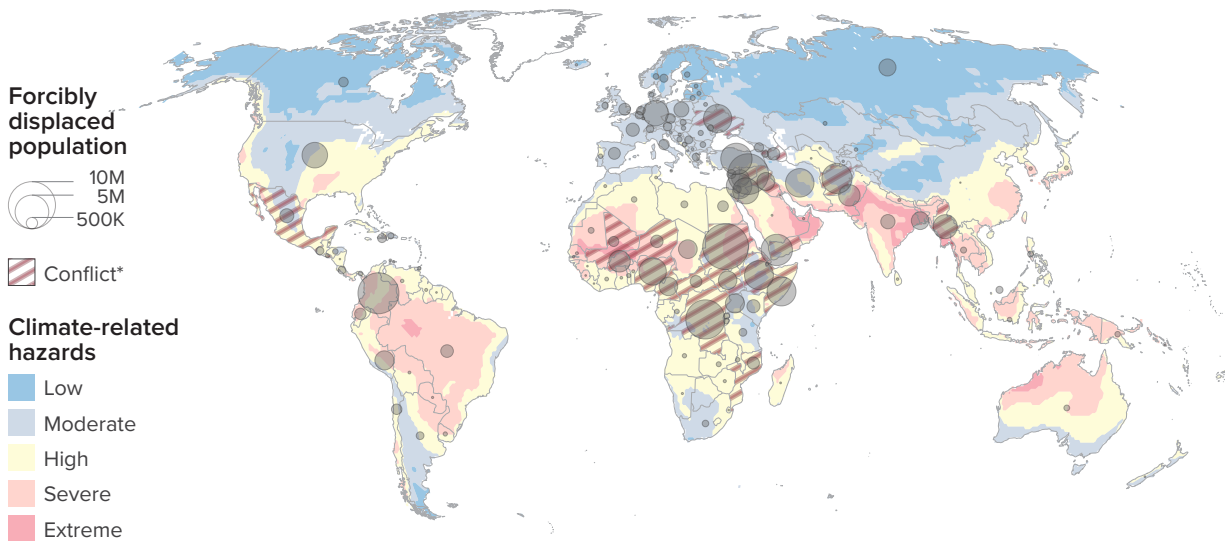 Forcibly
displaced
population
10M
5M
500K
Conflict*
Climate-related
hazards
Low
Moderate
High
Severe
Extreme